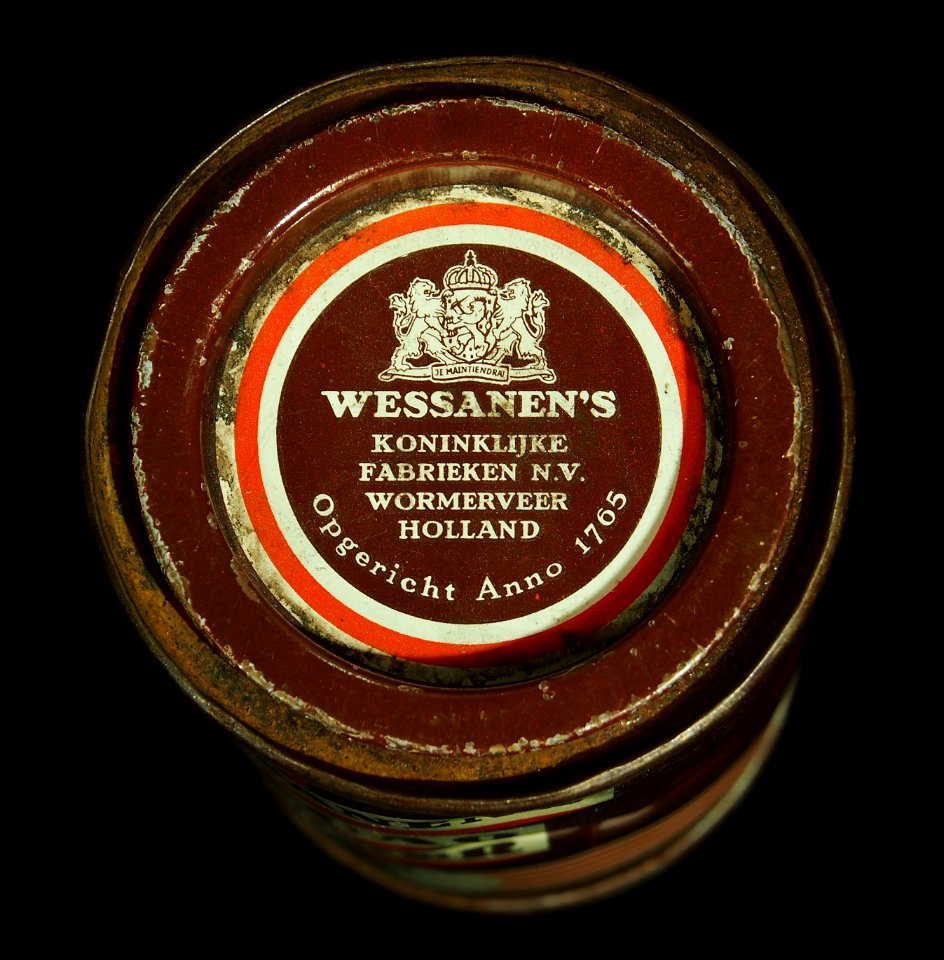 JE MAINTIENDRAI
WESSANEN'S
KONINKLIJKE
FABRIEKEN N.V.
WORMERVEER
HOLLAND
Opgericht Anno 1765